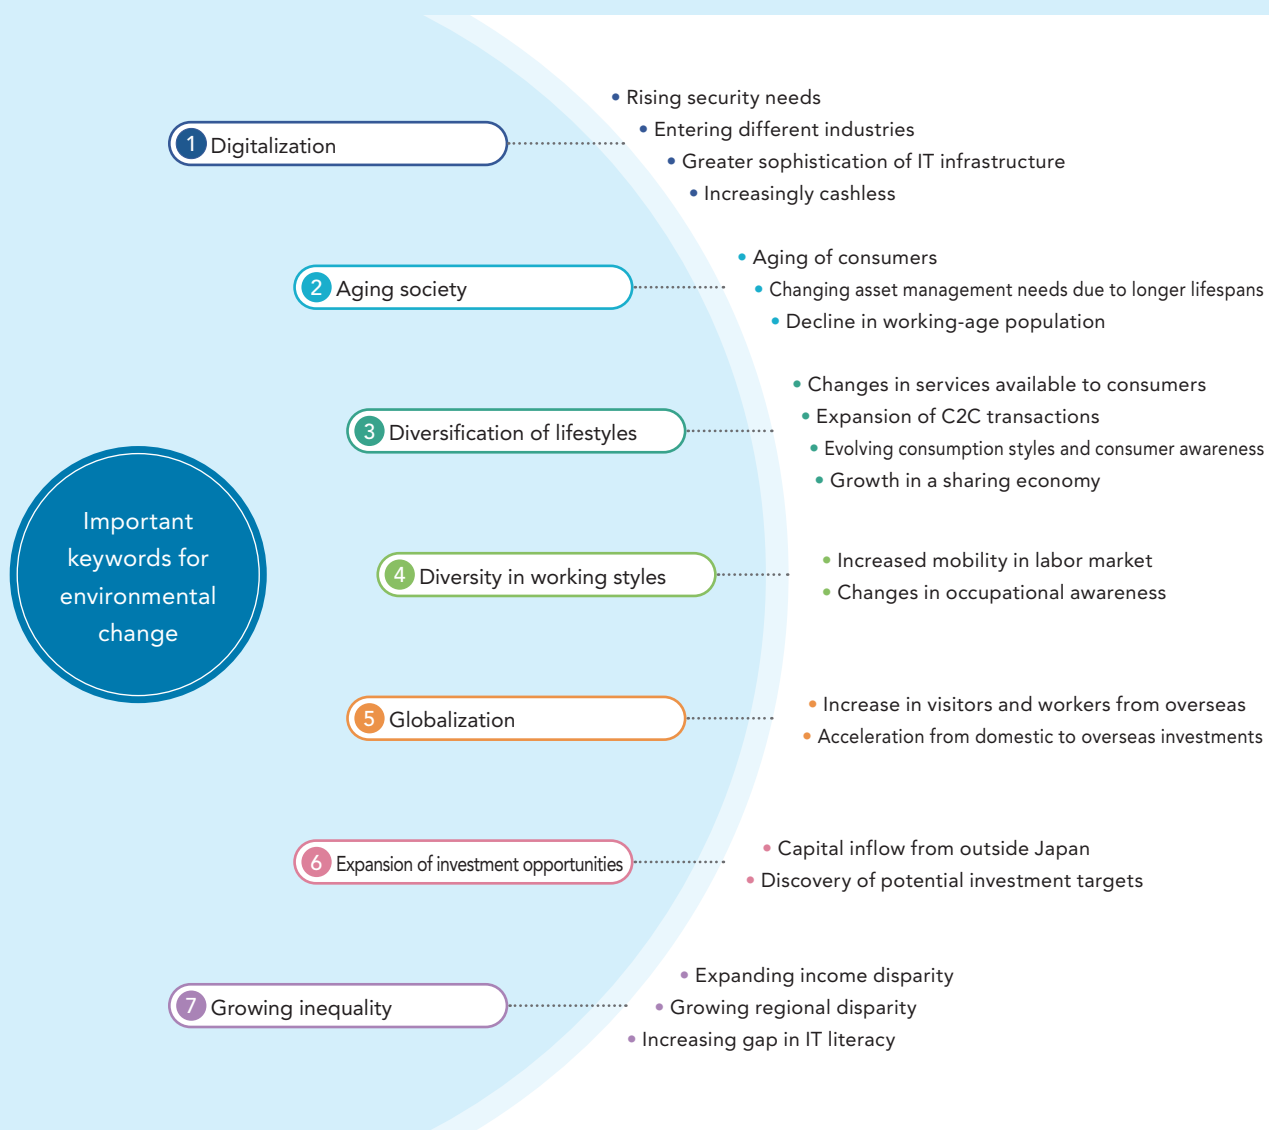 Important
keywords for
environmental
change
1 Digitalization
• Rising security needs
• Entering different industries
• Greater sophistication of IT infrastructure
• Increasingly cashless
2 Aging society
• Aging of consumers
• Changing asset management needs due to longer lifespans
• Decline in working-age population
3 Diversification of lifestyles
• Changes in services available to consumers
• Expansion of C2C transactions
• Evolving consumption styles and consumer awareness
• Growth in a sharing economy
4 Diversity in working styles
• Increased mobility in labor market
• Changes in occupational awareness
5 Globalization
• Increase in visitors and workers from overseas
• Acceleration from domestic to overseas investments
6 Expansion of investment opportunities
• Capital inflow from outside Japan
• Discovery of potential investment targets
7 Growing inequality
• Expanding income disparity
• Growing regional disparity
• Increasing gap in IT literacy